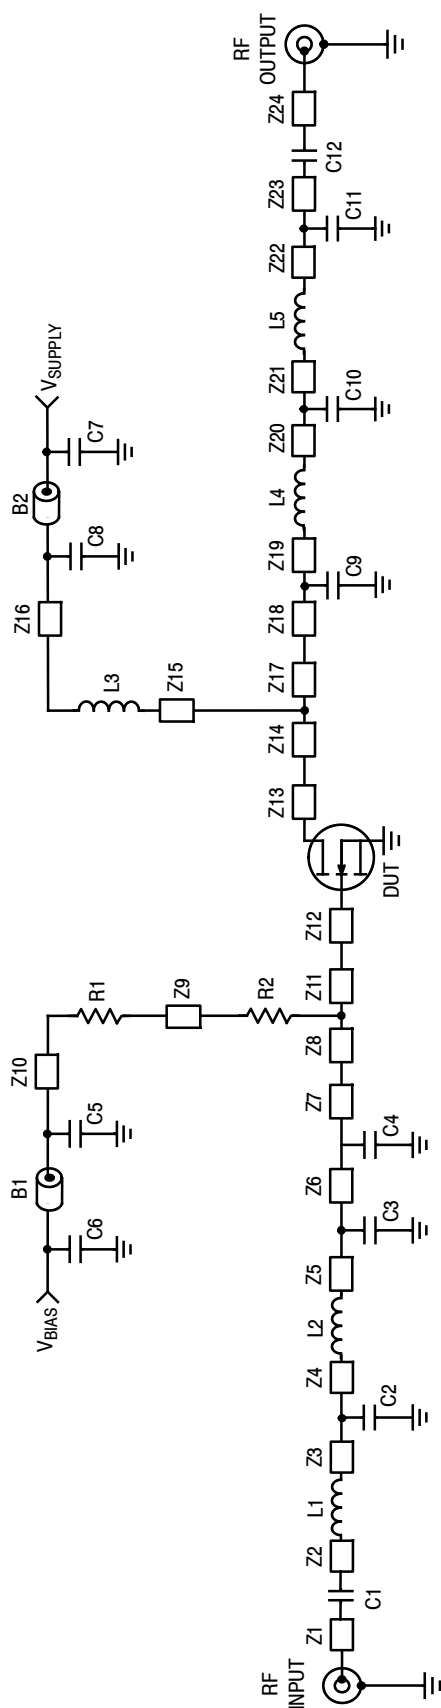 RF
INPUT
Z1
C1
Z2
L1
Z3
C2
Z4
L2
Z5
C3
Z6
C4
Z7
Z8
Z11
Z12
DUT
V_BIAS
C6
B1
C5
Z10
R1
Z9
R2
Z13
Z14
Z17
Z18
C9
Z19
L4
Z20
C10
Z21
L5
Z22
C11
Z23
C12
Z24
RF
OUTPUT
Z15
L3
Z16
C8
B2
C7
V_SUPPLY